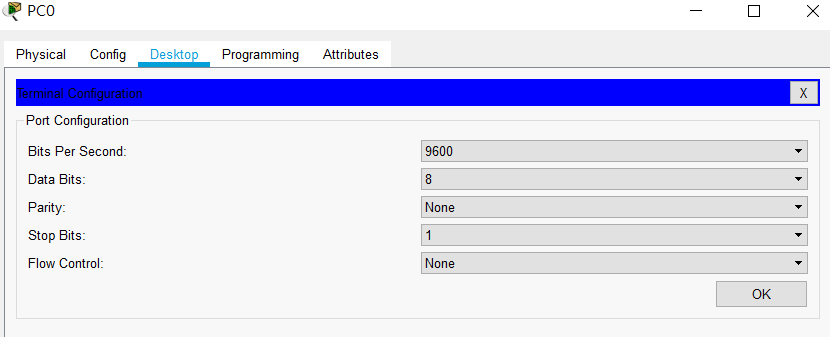 PC0
Physical Config Desktop Programming Attributes
Terminal Configuration X
Port Configuration
Bits Per Second: 9600
Data Bits: 8
Parity: None
Stop Bits: 1
Flow Control: None
OK